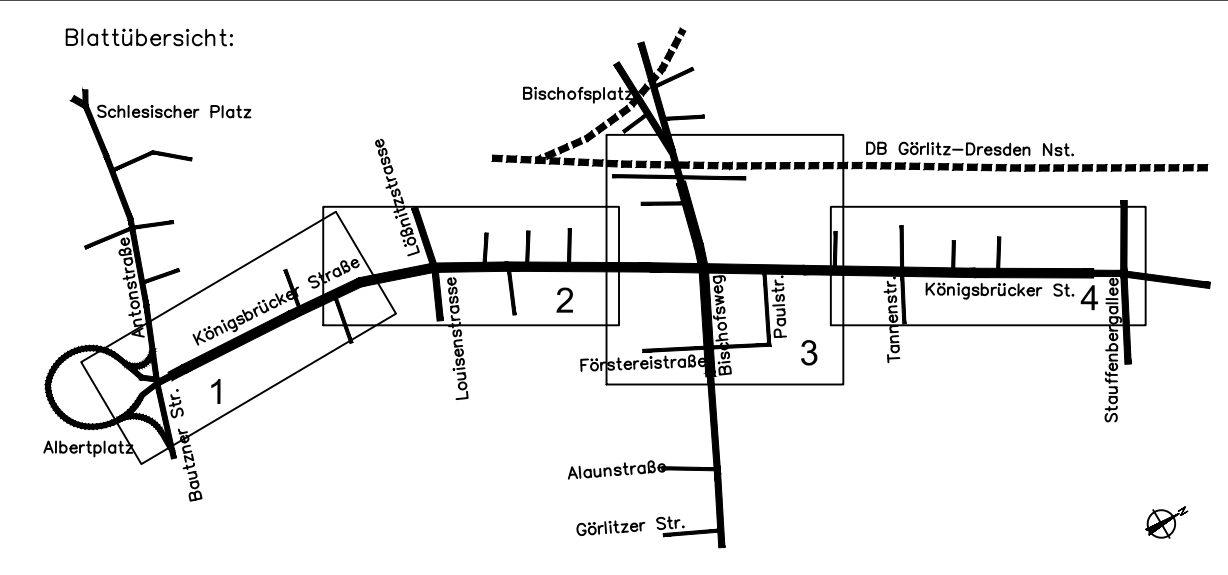 Blattübersicht:
Schlesischer Platz
Bischofsplatz
DB Görlitz-Dresden Nst.
Lößnitzstrasse
Antonstraße
Königsbrücker Straße
Louisenstrasse
2
Bischofsweg
Paulstr.
3
Förstereistraße
Tannenstr.
Königsbrücker St.
4
Stauffenbergallee
1
Albertplatz
Bautzner Str.
Alaunstraße
Görlitzer Str.
N